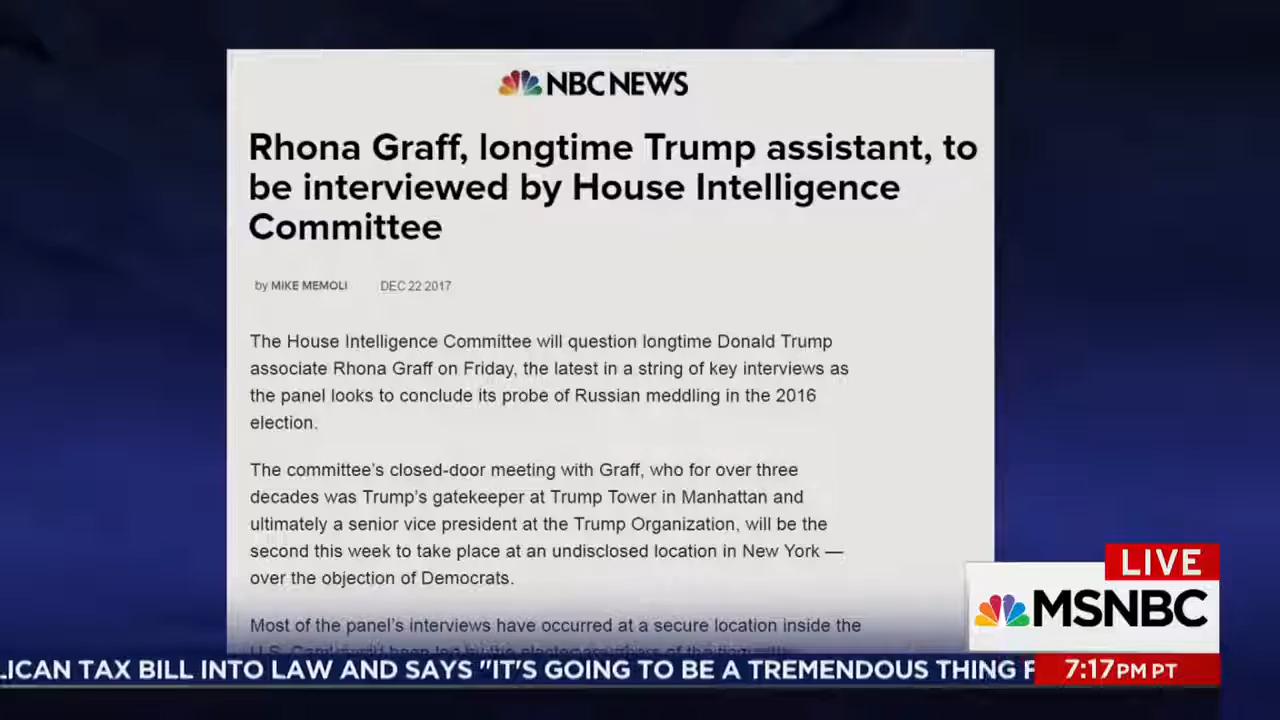 NBC NEWS
Rhona Graff, longtime Trump assistant, to
be interviewed by House Intelligence
Committee
by MIKE MEMOLI DEC 22 2017
The House Intelligence Committee will question longtime Donald Trump
associate Rhona Graff on Friday, the latest in a string of key interviews as
the panel looks to conclude its probe of Russian meddling in the 2016
election.
The committee's closed-door meeting with Graff, who for over three
decades was Trump's gatekeeper at Trump Tower in Manhattan and
ultimately a senior vice president at the Trump Organization, will be the
second this week to take place at an undisclosed location in New York —
over the objection of Democrats.
Most of the panel's interviews have occurred at a secure location inside the
LIVE
MSNBC
LICAN TAX BILL INTO LAW AND SAYS "IT'S GOING TO BE A TREMENDOUS THING F
7:17PM PT